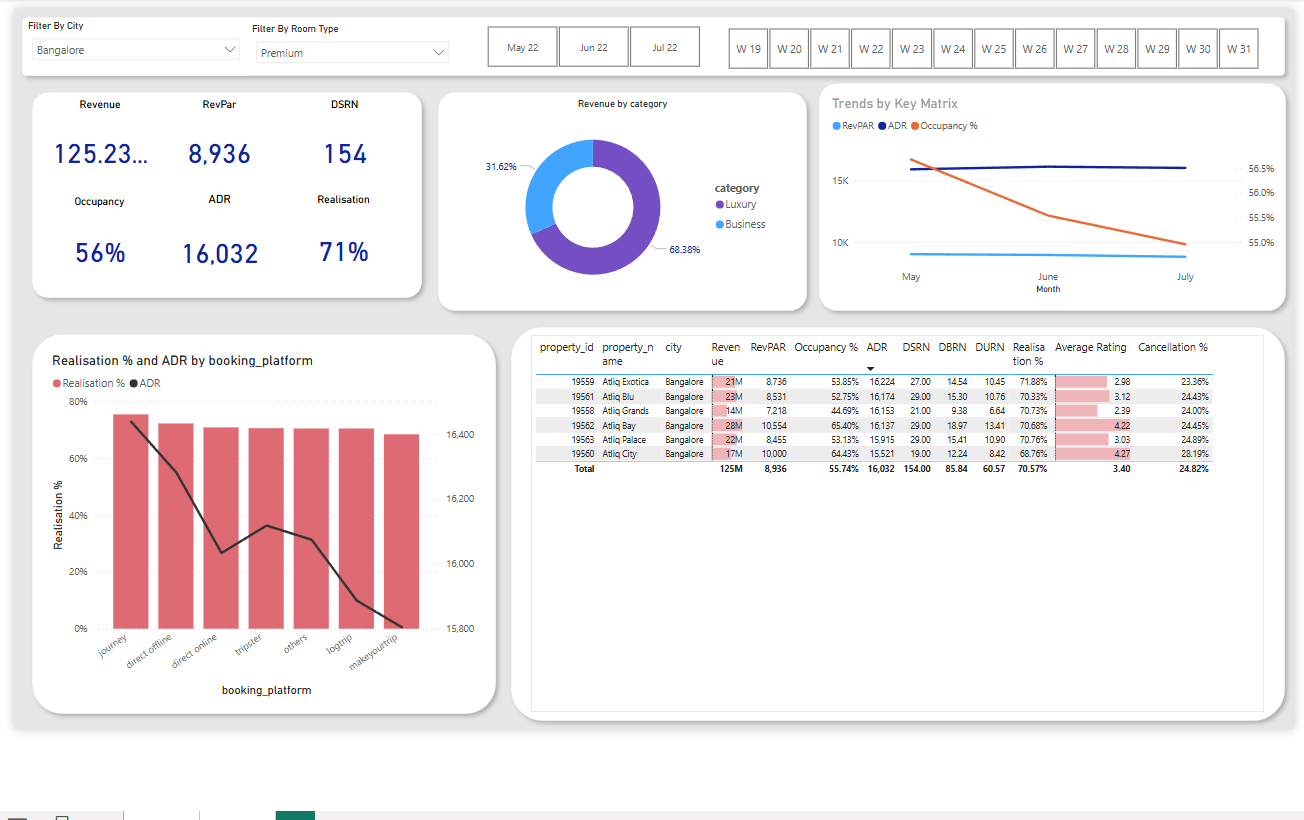 Filter By City
Bangalore
Filter By Room Type
Premium
May 22
Jun 22
Jul 22
W 19
W 20
W 21
W 22
W 23
W 24
W 25
W 26
W 27
W 28
W 29
W 30
W 31
Revenue
RevPar
DSRN
125.23...
8,936
154
Occupancy
ADR
Realisation
56%
16,032
71%
Revenue by category
31.62%
68.38%
category
Luxury
Business
Trends by Key Matrix
RevPAR ADR Occupancy %
15K
10K
56.5%
56.0%
55.5%
55.0%
May
June
July
Month
Realisation % and ADR by booking_platform
Realisation % ADR
80%
60%
40%
20%
0%
Realisation %
16,400
16,200
16,000
15,800
journey
direct offline
direct online
tripster
others
logtrip
makeyourtrip
booking_platform
property_id property_n city Reven RevPAR Occupancy % ADR DSRN DBRN DURN Realisa Average Rating Cancellation %
ame ue tion %
19559 Atliq Exotica Bangalore 21M 8,736 53.85% 16,224 27.00 14.54 10.45 71.88% 2.98 23.36%
19561 Atliq Blu Bangalore 23M 8,531 52.75% 16,174 29.00 15.30 10.76 70.33% 3.12 24.43%
19558 Atliq Grands Bangalore 14M 7,218 44.69% 16,153 21.00 9.38 6.64 70.73% 2.39 24.00%
19562 Atliq Bay Bangalore 28M 10,554 65.40% 16,137 29.00 18.97 13.41 70.68% 4.22 24.45%
19563 Atliq Palace Bangalore 22M 8,455 53.13% 15,915 29.00 15.41 10.90 70.76% 3.03 24.89%
19560 Atliq City Bangalore 17M 10,000 64.43% 15,521 19.00 12.24 8.42 68.76% 4.27 28.19%
Total 125M 8,936 55.74% 16,032 154.00 85.84 60.57 70.57% 3.40 24.82%